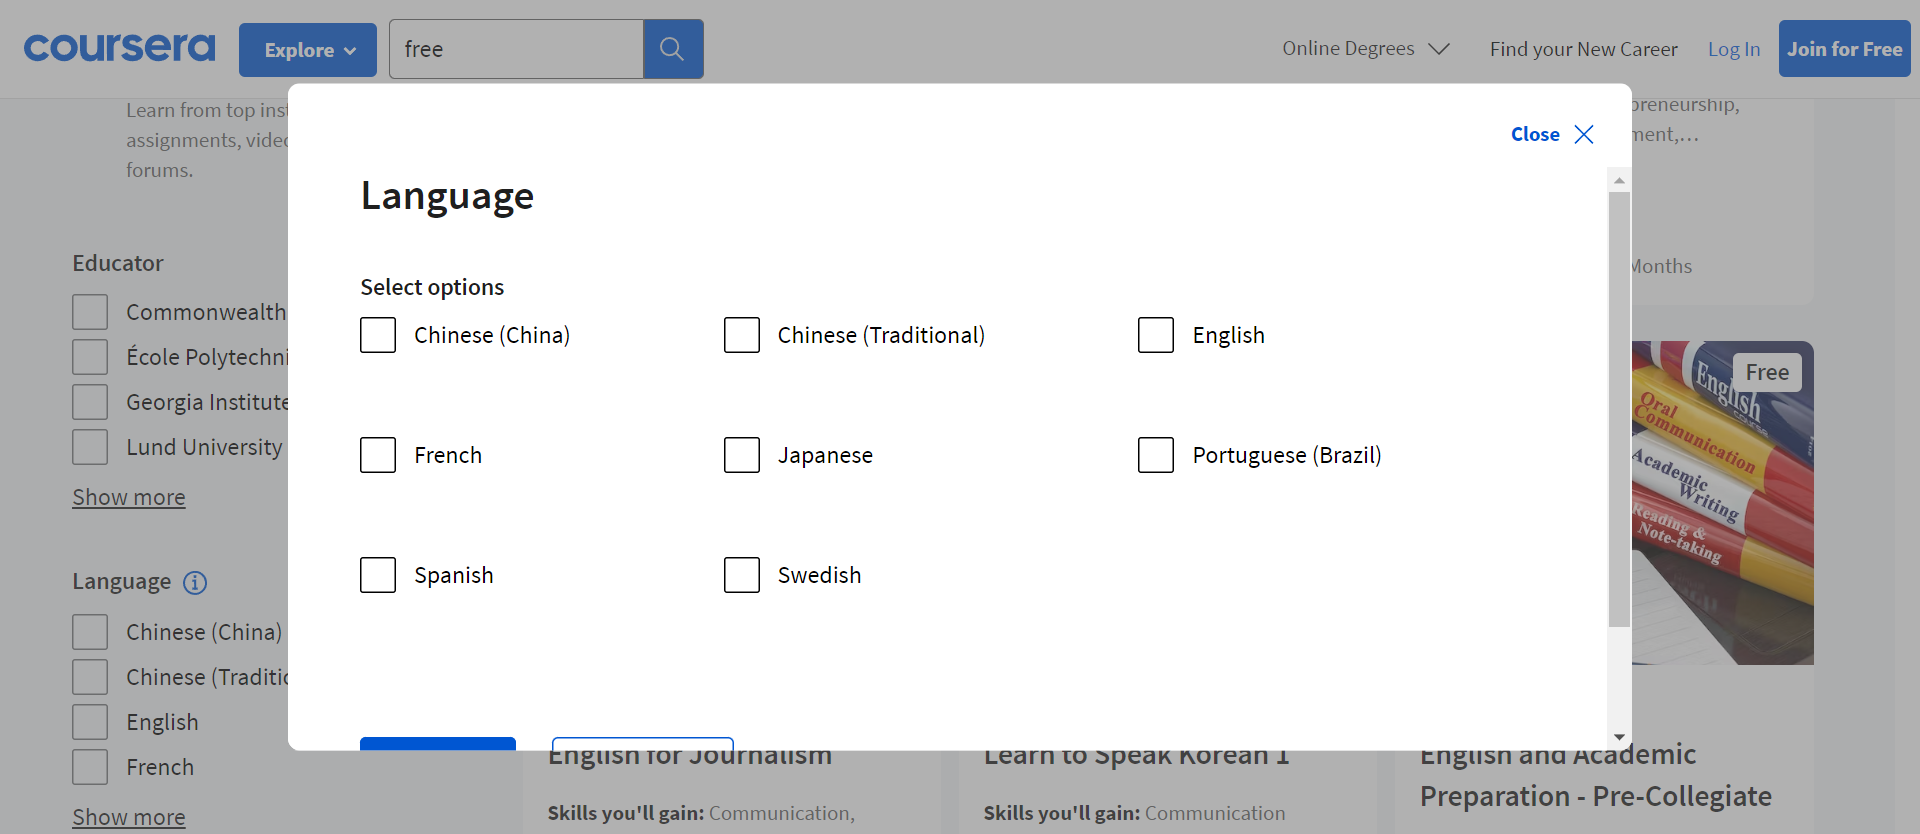 coursera
Explore
free
Online Degrees
Find your New Career
Log In
Join for Free
Learn from top inst
assignments, videc
forums.
preneurship,
ment,…
Close
Language
Select options
Chinese (China)
Chinese (Traditional)
English
French
Japanese
Portuguese (Brazil)
Spanish
Swedish
Educator
Commonwealth
École Polytechni
Georgia Institute
Lund University
Show more
Language
Chinese (China)
Chinese (Traditic
English
French
Show more
Months
Free
English
COURSE
Oral
Communication
Academic
Writing
Reading &
Note-taking
English for Journalism
Skills you'll gain: Communication,
Learn to Speak Korean 1
Skills you'll gain: Communication
English and Academic
Preparation - Pre-Collegiate